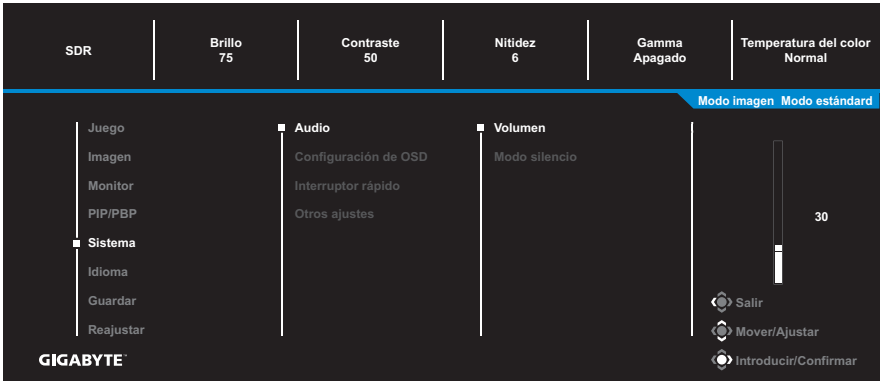 SDR
Brillo
75
Contraste
50
Nitidez
6
Gamma
Apagado
Temperatura del color
Normal
Modo imagen Modo estándard
Juego
Imagen
Monitor
PIP/PBP
Sistema
Idioma
Guardar
Reajustar
Audio
Configuración de OSD
Interruptor rápido
Otros ajustes
Volumen
Modo silencio
30
Salir
Mover/Ajustar
Introducir/Confirmar
GIGABYTE